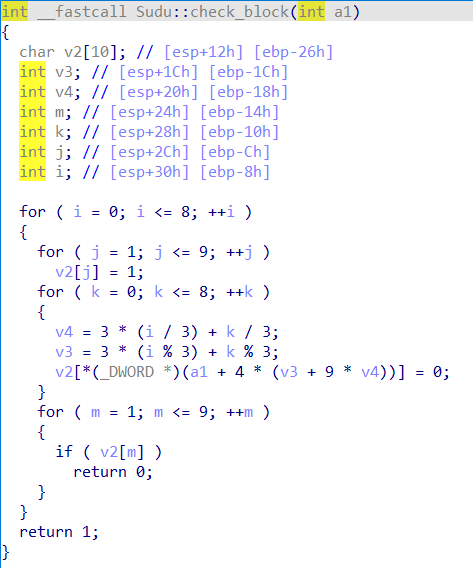 int __fastcall Sudu::check_block(int a1)
{
  char v2[10]; // [esp+12h] [ebp-26h]
  int v3; // [esp+1Ch] [ebp-1Ch]
  int v4; // [esp+20h] [ebp-18h]
  int m; // [esp+24h] [ebp-14h]
  int k; // [esp+28h] [ebp-10h]
  int j; // [esp+2Ch] [ebp-Ch]
  int i; // [esp+30h] [ebp-8h]

  for ( i = 0; i <= 8; ++i )
  {
    for ( j = 1; j <= 9; ++j )
      v2[j] = 1;
    for ( k = 0; k <= 8; ++k )
    {
      v4 = 3 * (i / 3) + k / 3;
      v3 = 3 * (i % 3) + k % 3;
      v2[*(_DWORD *)(a1 + 4 * (v3 + 9 * v4))] = 0;
    }
    for ( m = 1; m <= 9; ++m )
    {
      if ( v2[m] )
        return 0;
    }
  }
  return 1;
}